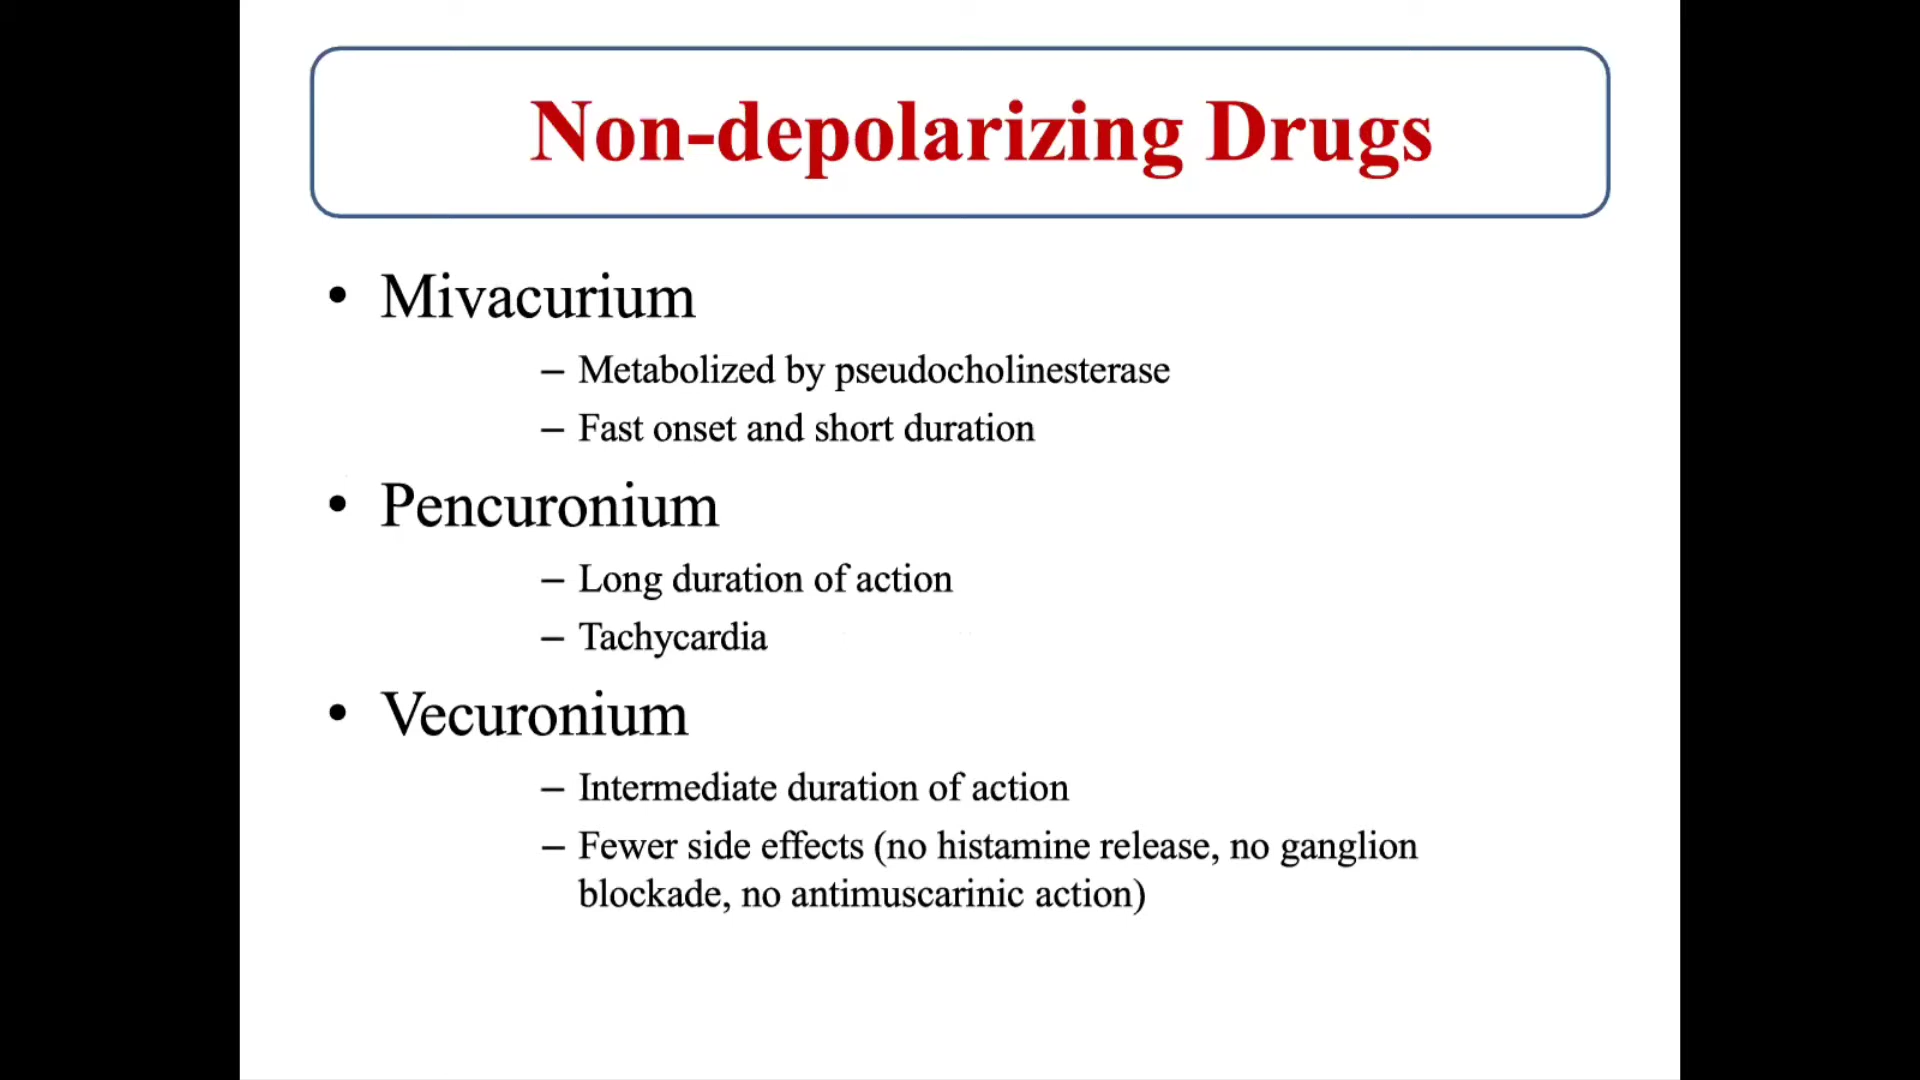 Non-depolarizing Drugs
• Mivacurium
– Metabolized by pseudocholinesterase
– Fast onset and short duration
• Pencuronium
– Long duration of action
– Tachycardia
• Vecuronium
– Intermediate duration of action
– Fewer side effects (no histamine release, no ganglion
blockade, no antimuscarinic action)